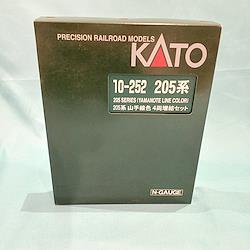 PRECISION RAILROAD MODELS
KATO
10-252 205系
205 SERIES (YAMANOTE LINE COLOR)
205系 山手線色 4両増結セット
N-GAUGE